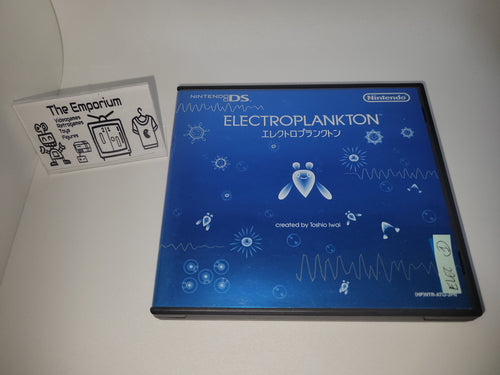 The Emporium
Videogames
Retrogames
Toys
Figures
NINTENDO DS
Nintendo
ELECTROPLANKTON
エレクトロプランクトン
created by Toshio Iwai